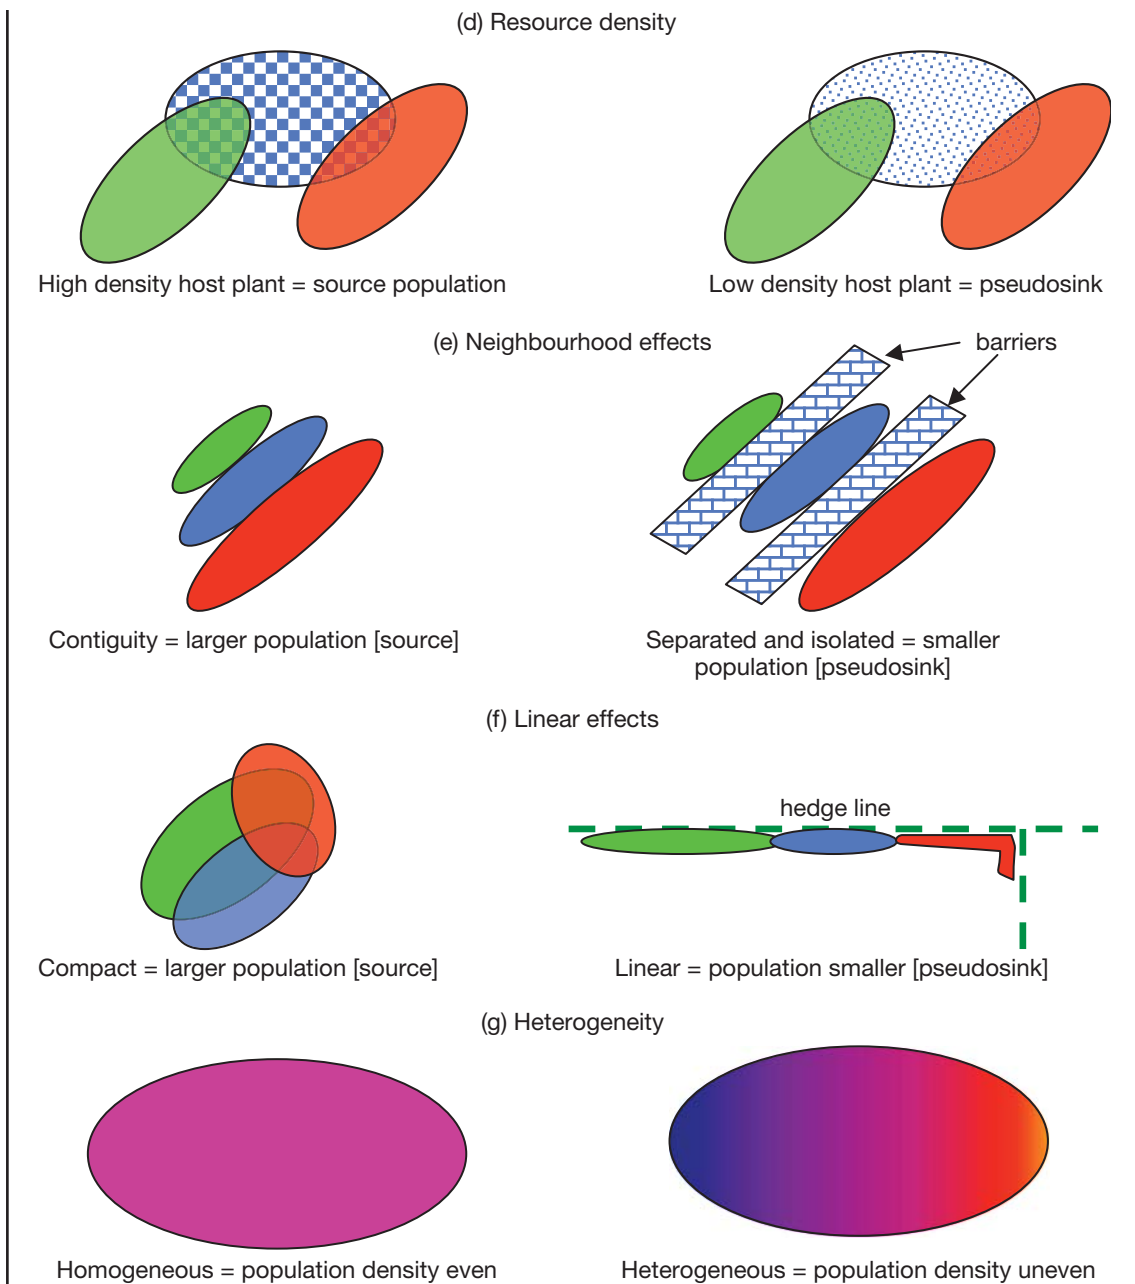 (d) Resource density
High density host plant = source population
Low density host plant = pseudosink
(e) Neighbourhood effects
barriers
Contiguity = larger population [source]
Separated and isolated = smaller
population [pseudosink]
(f) Linear effects
hedge line
Compact = larger population [source]
Linear = population smaller [pseudosink]
(g) Heterogeneity
Homogeneous = population density even
Heterogeneous = population density uneven